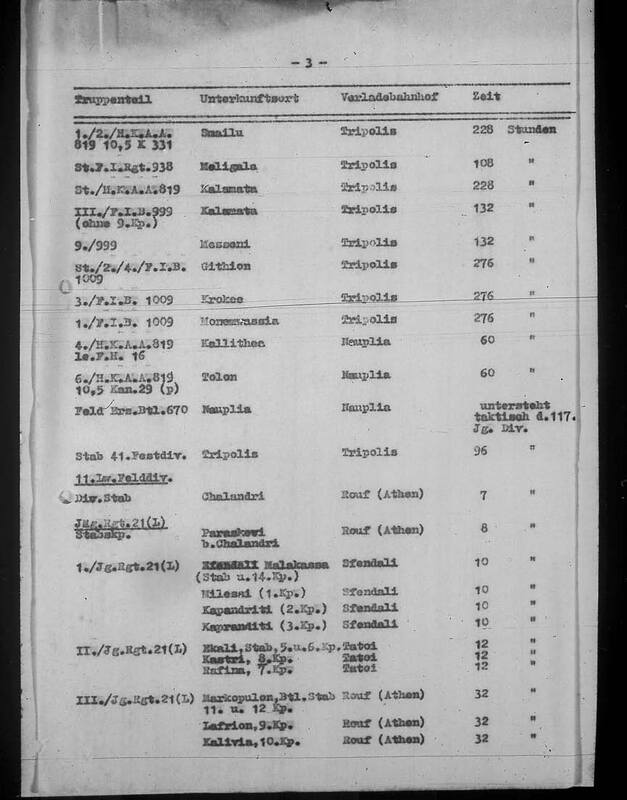 - 3 -
Truppenteil Unterkunftsort Verladebahnhof Zeit
1./2./H.K.A.A. Smailu Tripolis 228 Stunden
819 10,5 K 331
St.F.I.Rgt.938 Meligala Tripolis 108 "
St./H.K.A.A.819 Kalamata Tripolis 228 "
III./F.I.B.999 Kalamata Tripolis 132 "
(ohne 9.Kp.)
9./999 Messeni Tripolis 132 "
St./2./4./F.I.B. Githion Tripolis 276 "
1009
3./F.I.B. 1009 Krokee Tripolis 276 "
1./F.I.B. 1009 Monemwassia Tripolis 276 "
4./H.K.A.A.819 Kallithea Nauplia 60 "
le.F.H. 16
6./H.K.A.A.819 Tolon Nauplia 60 "
10,5 Kan.29 (p)
Feld Ers.Btl.670 Nauplia Nauplia untersteht
taktisch d.117.
Jg. Div.
Stab 41.Festdiv. Tripolis Tripolis 96 "
11.Lw.Felddiv.
Div.Stab Chalandri Rouf (Athen) 7 "
Jäg.Rgt.21(L)
Stabskp. Paraskevi Rouf (Athen) 8 "
b.Chalandri
1./Jg.Rgt.21(L) Sfendali Malakassa Sfendali 10 "
(Stab u.14.Kp.)
Milessi (1.Kp.) Sfendali 10 "
Kapandriti (2.Kp.) Sfendali 10 "
Kapranditi (3.Kp.) Sfendali 10 "
II./Jg.Rgt.21(L) Ekali,Stab,5.u.6.Kp.Tatoi 12 "
Kastri, 8.Kp. Tatoi 12 "
Rafina, 7.Kp. Tatoi 12 "
III./Jg.Rgt.21(L) Markopulon,Btl.Stab Rouf (Athen) 32 "
11. u. 12 Kp.
Lafrion,9.Kp. Rouf (Athen) 32 "
Kalivia,10.Kp. Rouf (Athen) 32 "